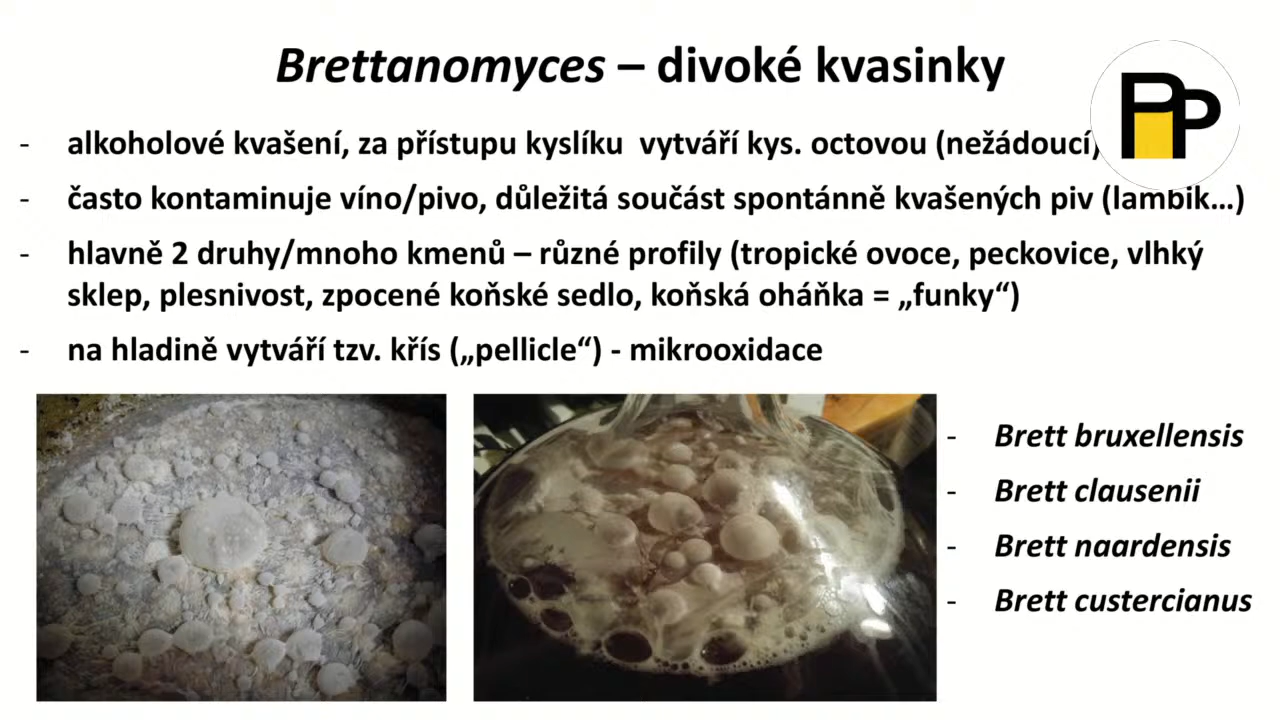 Brettanomyces – divoké kvasinky
PP
- alkoholové kvašení, za přístupu kyslíku vytváří kys. octovou (nežádoucí)
- často kontaminuje víno/pivo, důležitá součást spontánně kvašených piv (lambik…)
- hlavně 2 druhy/mnoho kmenů – různé profily (tropické ovoce, peckovice, vlhký
sklep, plesnivost, zpocené koňské sedlo, koňská oháňka = „funky“)
- na hladině vytváří tzv. křís („pellicle“) - mikrooxidace
- Brett bruxellensis
- Brett clausenii
- Brett naardensis
- Brett custercianus